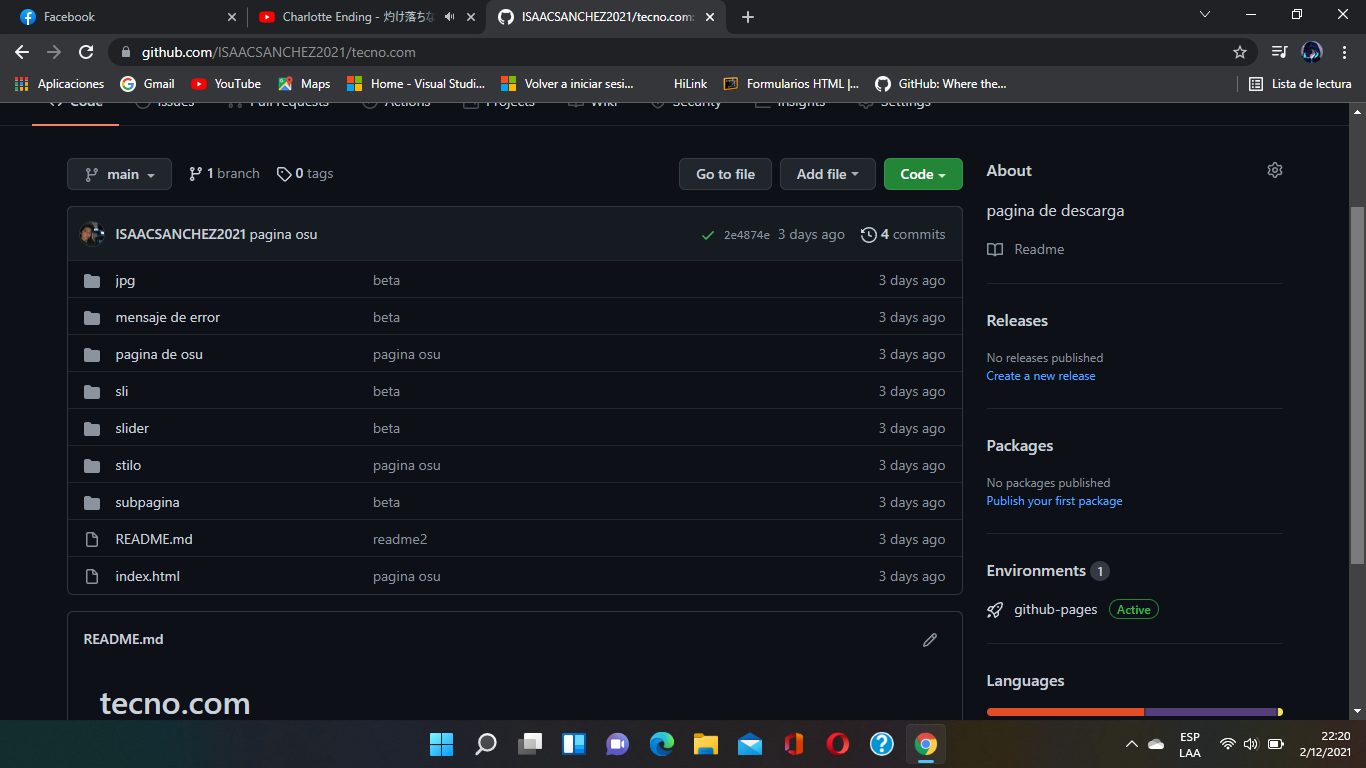 Facebook
Charlotte Ending - 灼け落ちな
ISAACSANCHEZ2021/tecno.com:
github.com/ISAACSANCHEZ2021/tecno.com
Aplicaciones Gmail YouTube Maps Home - Visual Studi... Volver a iniciar sesi... HiLink Formularios HTML |... GitHub: Where the... Lista de lectura
Code Issues Pull requests Actions Projects Wiki Security Insights Settings
main 1 branch 0 tags Go to file Add file Code
ISAACSANCHEZ2021 pagina osu 2e4874e 3 days ago 4 commits
jpg beta 3 days ago
mensaje de error beta 3 days ago
pagina de osu pagina osu 3 days ago
sli beta 3 days ago
slider beta 3 days ago
stilo pagina osu 3 days ago
subpagina beta 3 days ago
README.md readme2 3 days ago
index.html pagina osu 3 days ago
README.md
tecno.com
About
pagina de descarga
Readme
Releases
No releases published
Create a new release
Packages
No packages published
Publish your first package
Environments 1
github-pages Active
Languages
ESP
LAA
22:20
2/12/2021